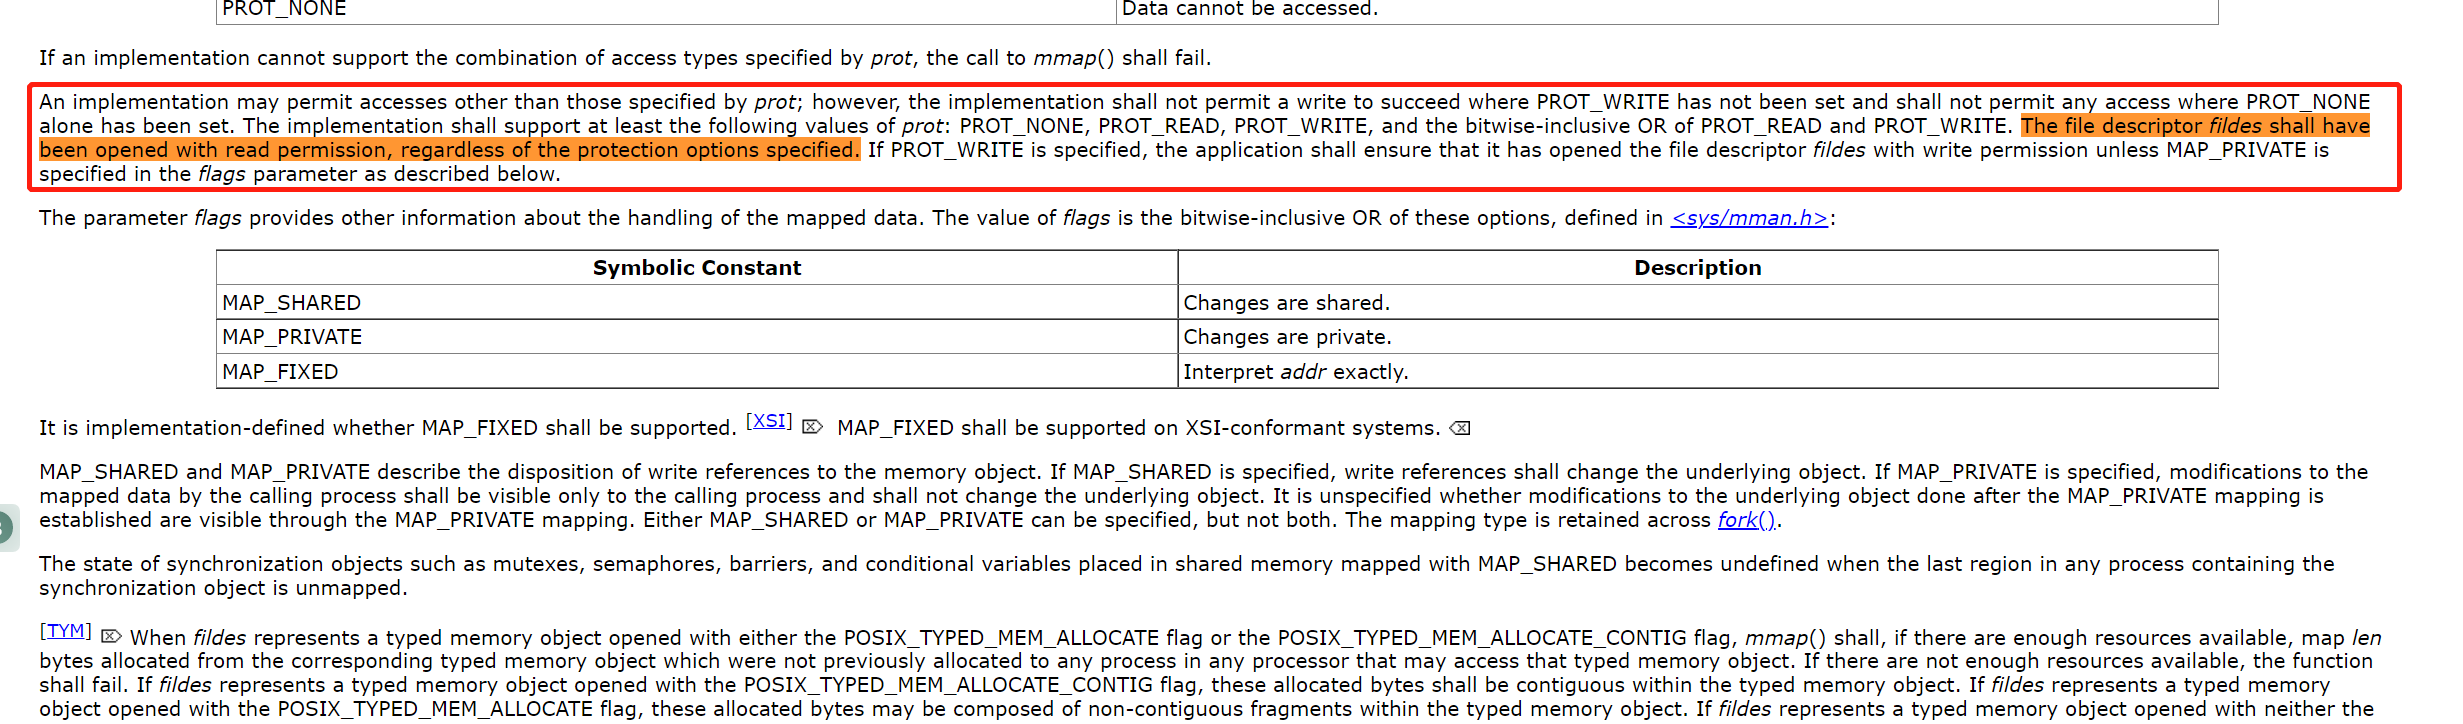 PROT_NONE Data cannot be accessed.
If an implementation cannot support the combination of access types specified by prot, the call to mmap() shall fail.
An implementation may permit accesses other than those specified by prot; however, the implementation shall not permit a write to succeed where PROT_WRITE has not been set and shall not permit any access where PROT_NONE
alone has been set. The implementation shall support at least the following values of prot: PROT_NONE, PROT_READ, PROT_WRITE, and the bitwise-inclusive OR of PROT_READ and PROT_WRITE. The file descriptor fildes shall have
been opened with read permission, regardless of the protection options specified. If PROT_WRITE is specified, the application shall ensure that it has opened the file descriptor fildes with write permission unless MAP_PRIVATE is
specified in the flags parameter as described below.
The parameter flags provides other information about the handling of the mapped data. The value of flags is the bitwise-inclusive OR of these options, defined in <sys/mman.h>:
Symbolic Constant Description
MAP_SHARED Changes are shared.
MAP_PRIVATE Changes are private.
MAP_FIXED Interpret addr exactly.
It is implementation-defined whether MAP_FIXED shall be supported. [XSI] ⌦ MAP_FIXED shall be supported on XSI-conformant systems. ⌫
MAP_SHARED and MAP_PRIVATE describe the disposition of write references to the memory object. If MAP_SHARED is specified, write references shall change the underlying object. If MAP_PRIVATE is specified, modifications to the
mapped data by the calling process shall be visible only to the calling process and shall not change the underlying object. It is unspecified whether modifications to the underlying object done after the MAP_PRIVATE mapping is
established are visible through the MAP_PRIVATE mapping. Either MAP_SHARED or MAP_PRIVATE can be specified, but not both. The mapping type is retained across fork().
The state of synchronization objects such as mutexes, semaphores, barriers, and conditional variables placed in shared memory mapped with MAP_SHARED becomes undefined when the last region in any process containing the
synchronization object is unmapped.
[TYM] ⌦ When fildes represents a typed memory object opened with either the POSIX_TYPED_MEM_ALLOCATE flag or the POSIX_TYPED_MEM_ALLOCATE_CONTIG flag, mmap() shall, if there are enough resources available, map len
bytes allocated from the corresponding typed memory object which were not previously allocated to any process in any processor that may access that typed memory object. If there are not enough resources available, the function
shall fail. If fildes represents a typed memory object opened with the POSIX_TYPED_MEM_ALLOCATE_CONTIG flag, these allocated bytes shall be contiguous within the typed memory object. If fildes represents a typed memory
object opened with the POSIX_TYPED_MEM_ALLOCATE flag, these allocated bytes may be composed of non-contiguous fragments within the typed memory object. If fildes represents a typed memory object opened with neither the